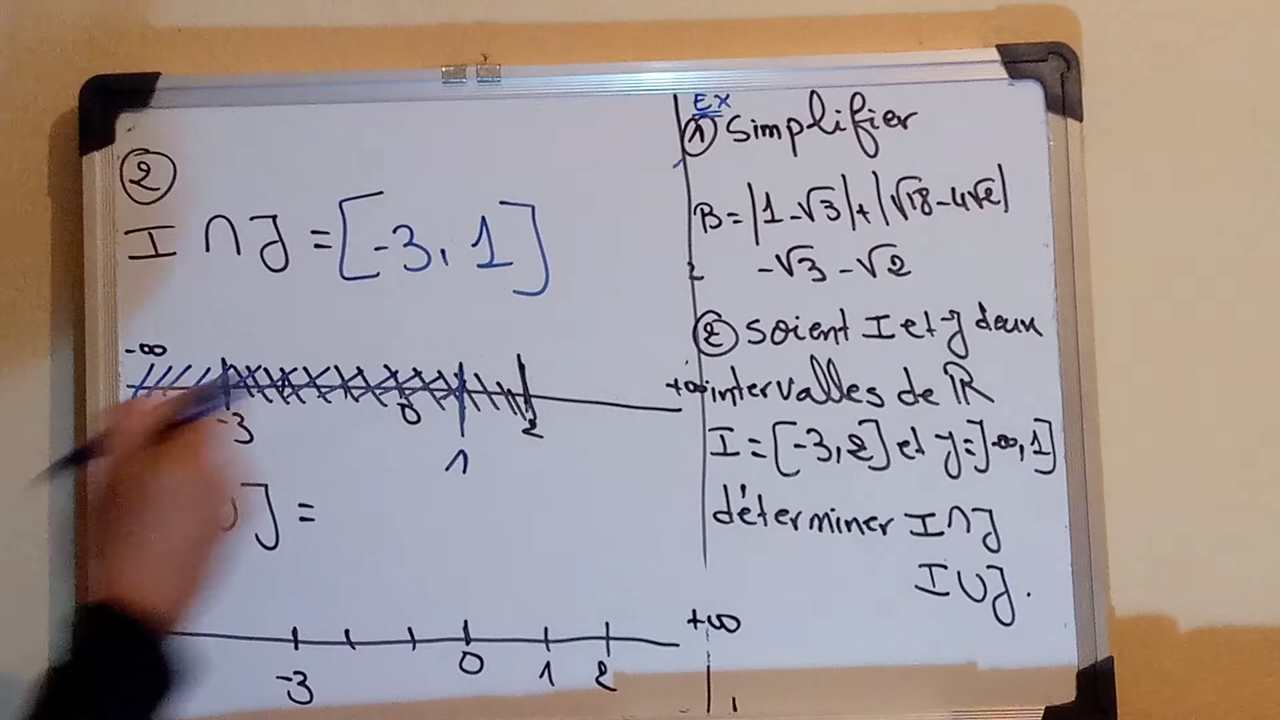 ②
I ∩ J = [-3, 1]
-∞ +∞
-3 0 2
1
∪ J =
+∞
-3 0 1 2
Ex
① Simplifier
B = |1 - √3| + |√18 - 4√2|
- √3 - √2
② soient I et J deux
intervalles de ℝ
I = [-3, 2] et J = ]-∞, 1]
déterminer I ∩ J
I ∪ J.